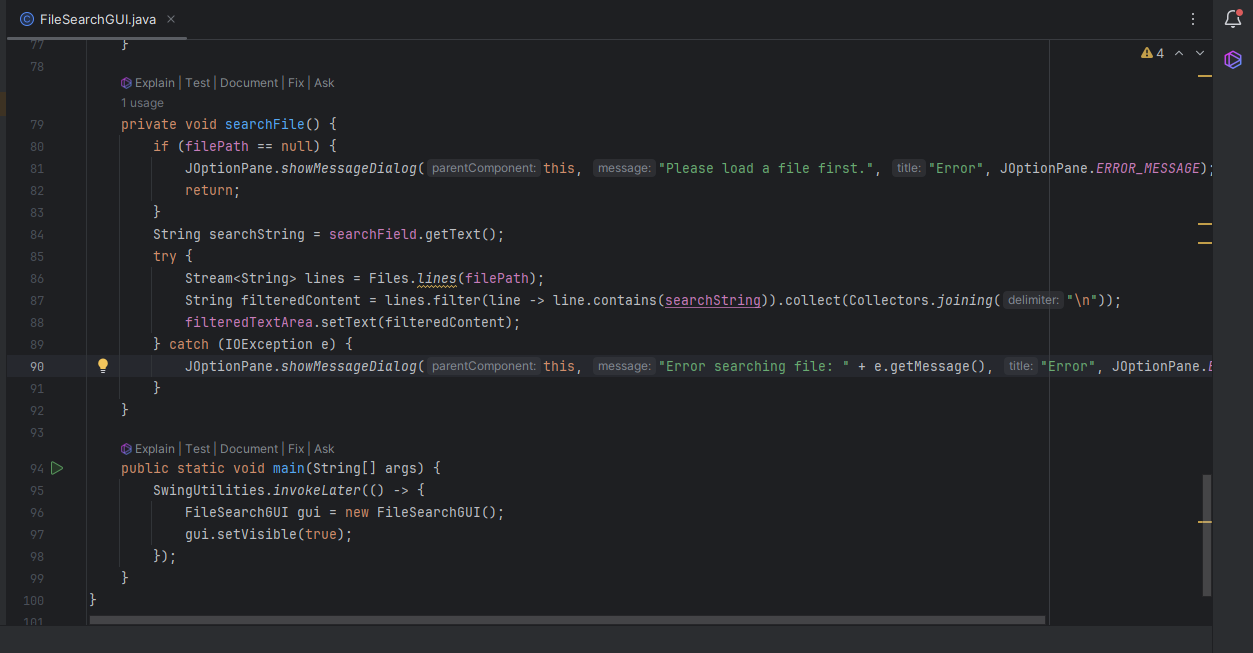 FileSearchGUI.java
4
77 }
78
Explain | Test | Document | Fix | Ask
1 usage
79 private void searchFile() {
80 if (filePath == null) {
81 JOptionPane.showMessageDialog( parentComponent: this, message: "Please load a file first.", title: "Error", JOptionPane.ERROR_MESSAGE);
82 return;
83 }
84 String searchString = searchField.getText();
85 try {
86 Stream<String> lines = Files.lines(filePath);
87 String filteredContent = lines.filter(line -> line.contains(searchString)).collect(Collectors.joining( delimiter: "\n"));
88 filteredTextArea.setText(filteredContent);
89 } catch (IOException e) {
90 JOptionPane.showMessageDialog( parentComponent: this, message: "Error searching file: " + e.getMessage(), title: "Error", JOptionPane.
91 }
92 }
93
Explain | Test | Document | Fix | Ask
94 public static void main(String[] args) {
95 SwingUtilities.invokeLater(() -> {
96 FileSearchGUI gui = new FileSearchGUI();
97 gui.setVisible(true);
98 });
99 }
100 }
101